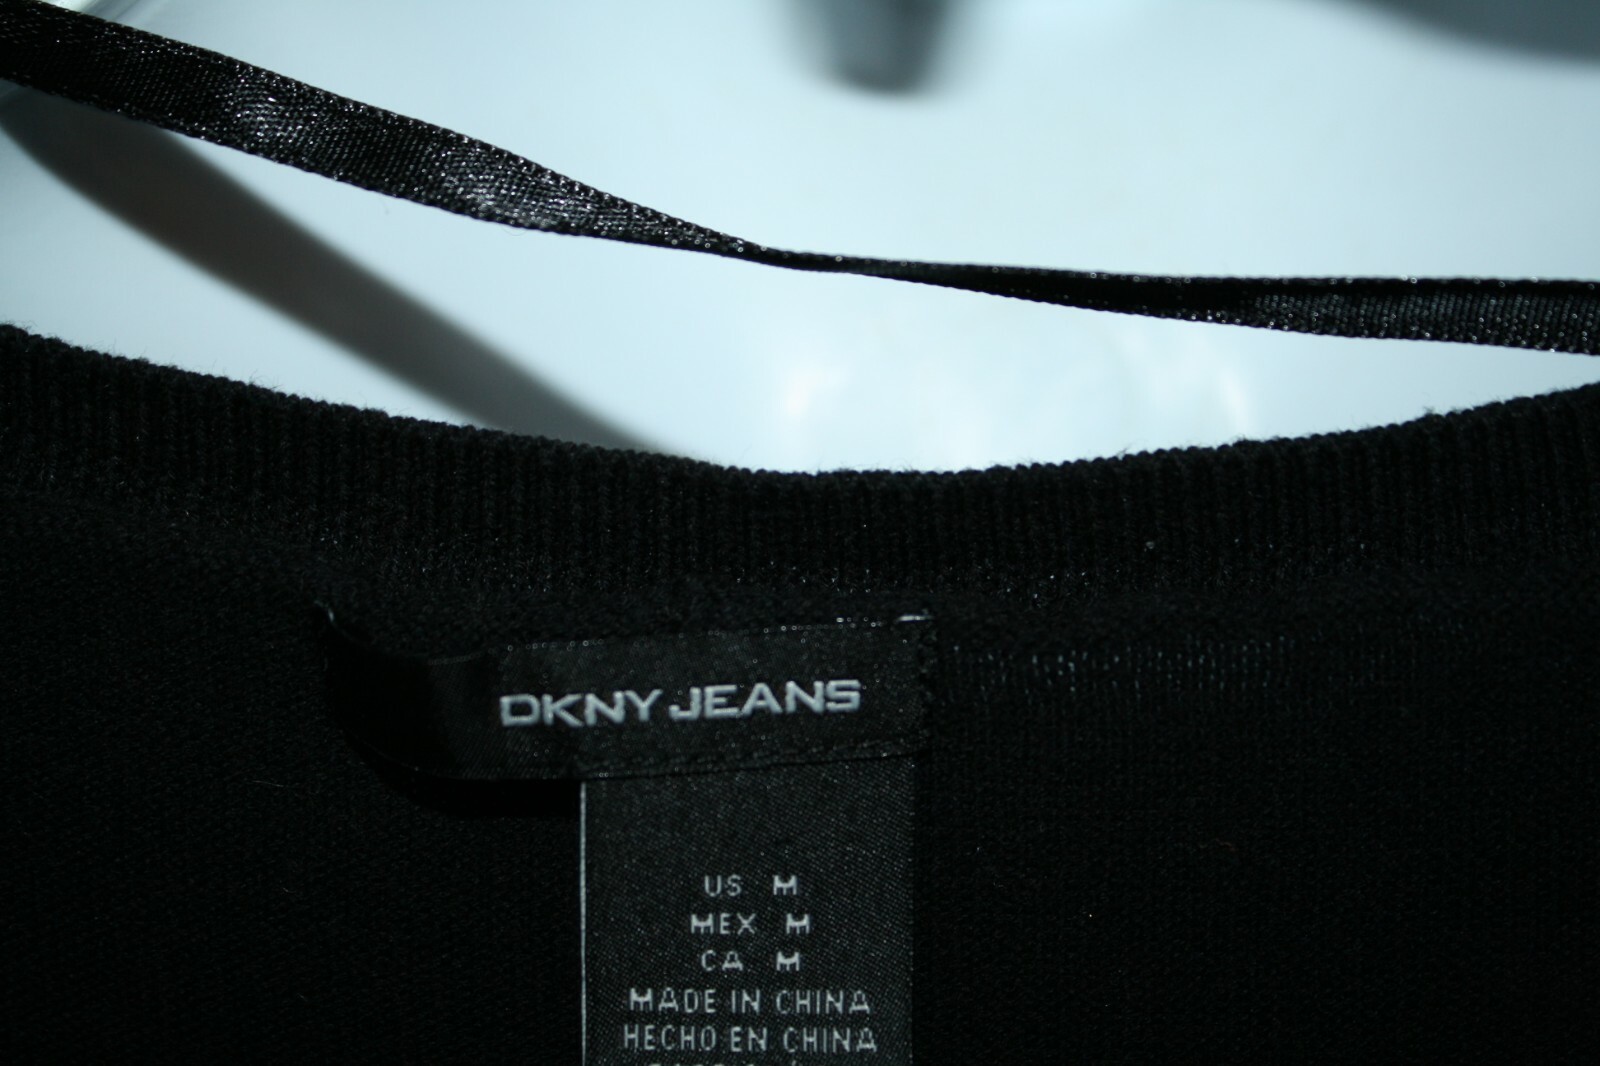 DKNY JEANS
US M
MEX M
CA M
MADE IN CHINA
HECHO EN CHINA